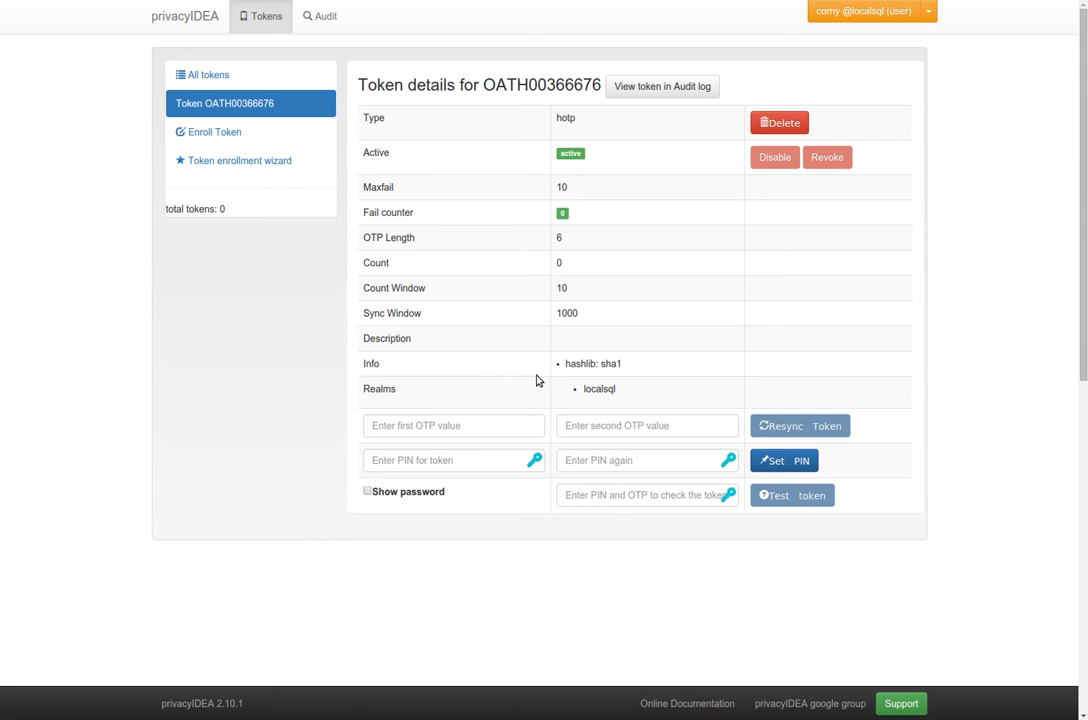 privacyIDEA Tokens Audit corny @localsql (user)
All tokens
Token OATH00366676
Enroll Token
Token enrollment wizard
total tokens: 0
Token details for OATH00366676 View token in Audit log
Type hotp Delete
Active active Disable Revoke
Maxfail 10
Fail counter 0
OTP Length 6
Count 0
Count Window 10
Sync Window 1000
Description
Info • hashlib: sha1
Realms • localsql
Enter first OTP value Enter second OTP value Resync Token
Enter PIN for token Enter PIN again Set PIN
Show password Enter PIN and OTP to check the token Test token
privacyIDEA 2.10.1 Online Documentation privacyIDEA google group Support